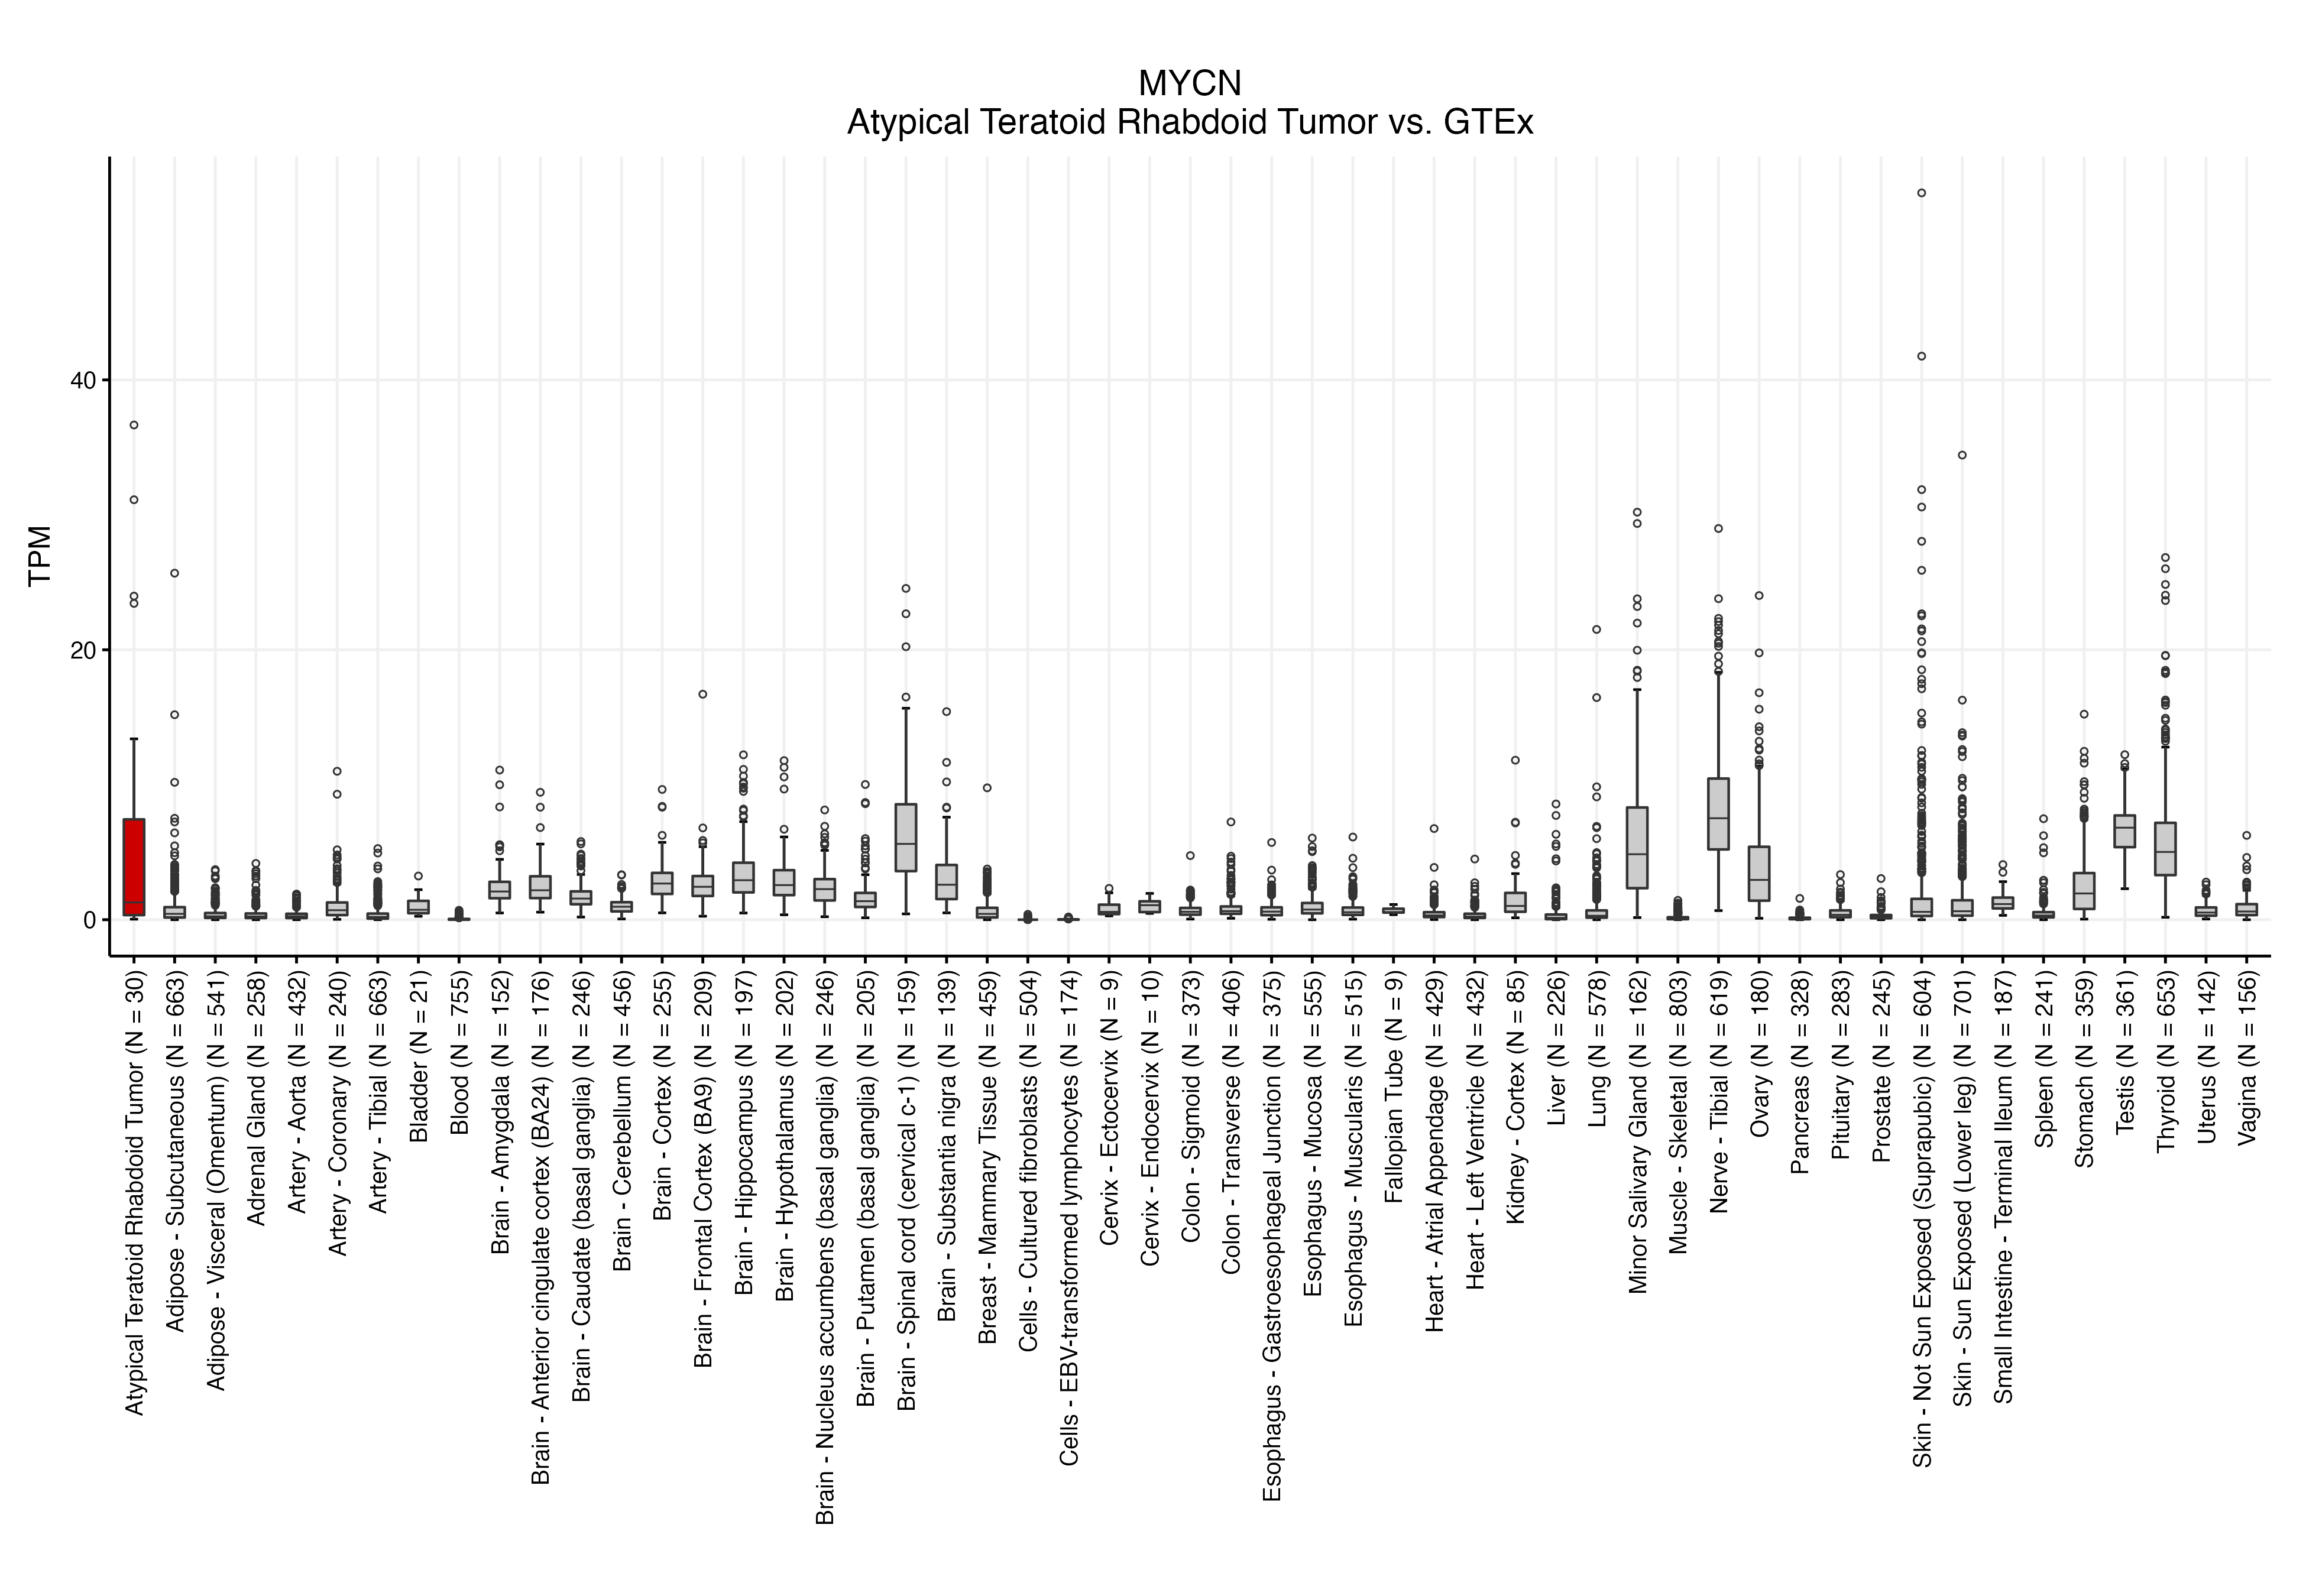 MYCN
Atypical Teratoid Rhabdoid Tumor vs. GTEx
TPM
40
20
0
Atypical Teratoid Rhabdoid Tumor (N = 30)
Adipose - Subcutaneous (N = 663)
Adipose - Visceral (Omentum) (N = 541)
Adrenal Gland (N = 258)
Artery - Aorta (N = 432)
Artery - Coronary (N = 240)
Artery - Tibial (N = 663)
Bladder (N = 21)
Blood (N = 755)
Brain - Amygdala (N = 152)
Brain - Anterior cingulate cortex (BA24) (N = 176)
Brain - Caudate (basal ganglia) (N = 246)
Brain - Cerebellum (N = 456)
Brain - Cortex (N = 255)
Brain - Frontal Cortex (BA9) (N = 209)
Brain - Hippocampus (N = 197)
Brain - Hypothalamus (N = 202)
Brain - Nucleus accumbens (basal ganglia) (N = 246)
Brain - Putamen (basal ganglia) (N = 205)
Brain - Spinal cord (cervical c-1) (N = 159)
Brain - Substantia nigra (N = 139)
Breast - Mammary Tissue (N = 459)
Cells - Cultured fibroblasts (N = 504)
Cells - EBV-transformed lymphocytes (N = 174)
Cervix - Ectocervix (N = 9)
Cervix - Endocervix (N = 10)
Colon - Sigmoid (N = 373)
Colon - Transverse (N = 406)
Esophagus - Gastroesophageal Junction (N = 375)
Esophagus - Mucosa (N = 555)
Esophagus - Muscularis (N = 515)
Fallopian Tube (N = 9)
Heart - Atrial Appendage (N = 429)
Heart - Left Ventricle (N = 432)
Kidney - Cortex (N = 85)
Liver (N = 226)
Lung (N = 578)
Minor Salivary Gland (N = 162)
Muscle - Skeletal (N = 803)
Nerve - Tibial (N = 619)
Ovary (N = 180)
Pancreas (N = 328)
Pituitary (N = 283)
Prostate (N = 245)
Skin - Not Sun Exposed (Suprapubic) (N = 604)
Skin - Sun Exposed (Lower leg) (N = 701)
Small Intestine - Terminal Ileum (N = 187)
Spleen (N = 241)
Stomach (N = 359)
Testis (N = 361)
Thyroid (N = 653)
Uterus (N = 142)
Vagina (N = 156)